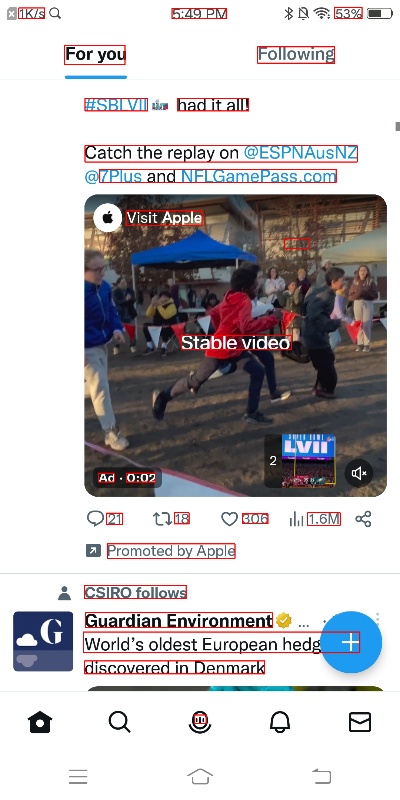 1K/s 5:49 PM 53%
For you Following
#SBLVII had it all!
Catch the replay on @ESPNAusNZ
@7Plus and NFLGamePass.com
Visit Apple
Stable video
2
LVII
Ad · 0:02
21 18 306 1.6M
Promoted by Apple
CSIRO follows
Guardian Environment ...
G
World's oldest European hedg
discovered in Denmark